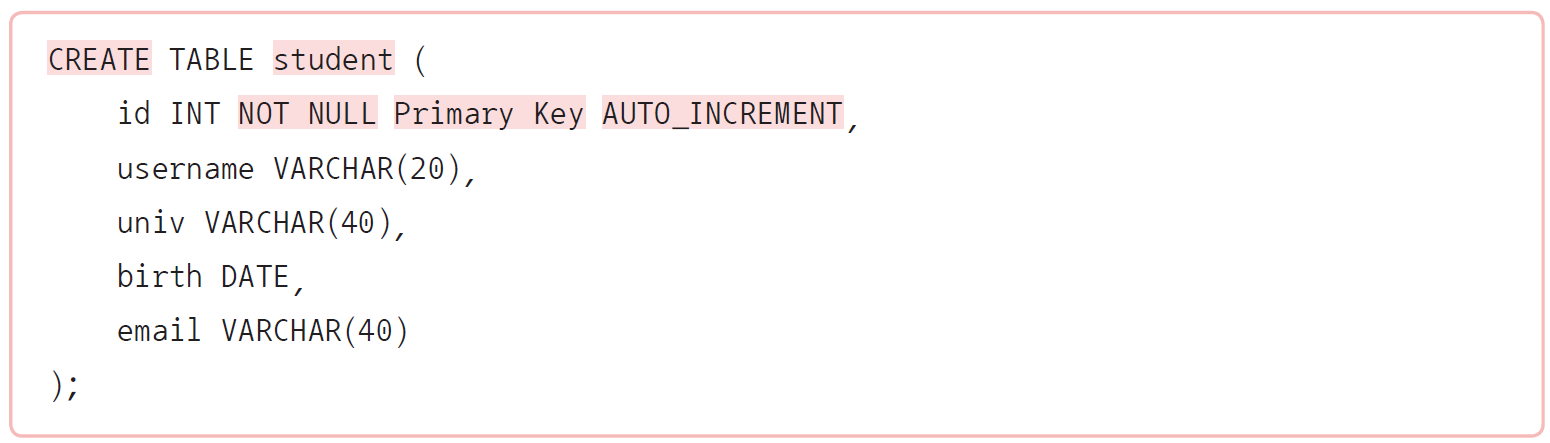 CREATE TABLE student (
id INT NOT NULL Primary Key AUTO_INCREMENT,
username VARCHAR(20),
univ VARCHAR(40),
birth DATE,
email VARCHAR(40)
);